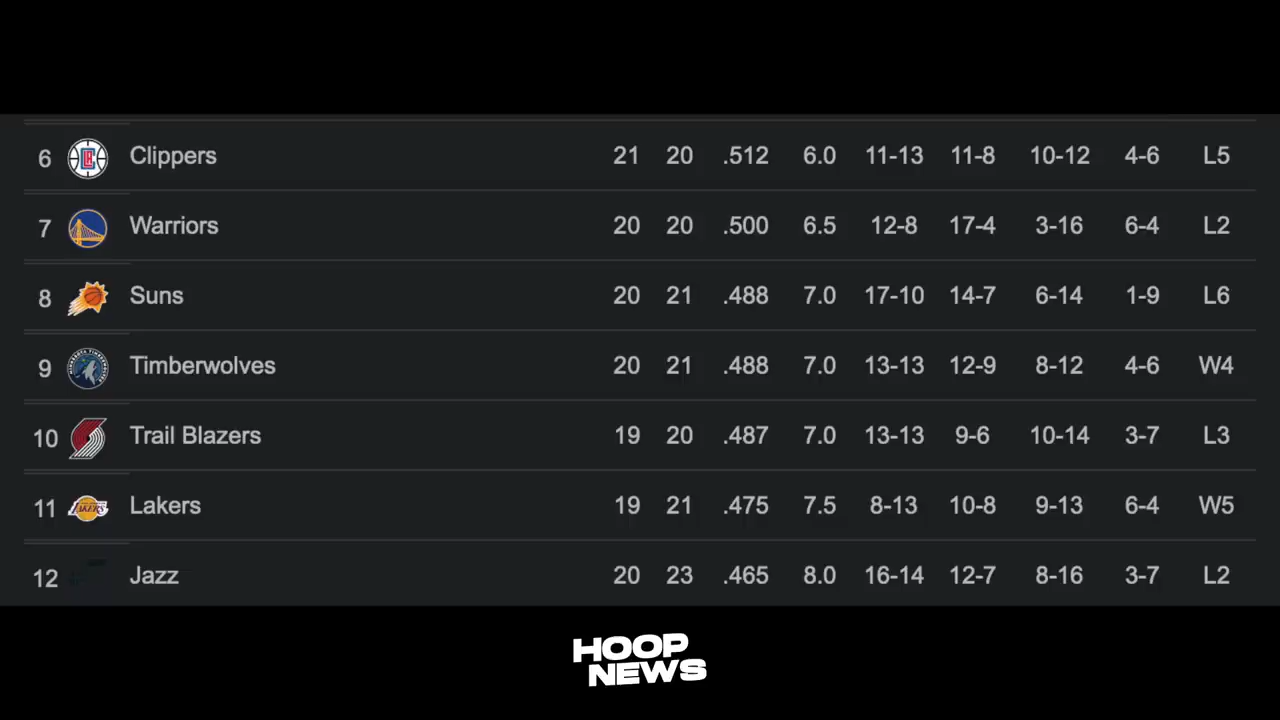 6 Clippers 21 20 .512 6.0 11-13 11-8 10-12 4-6 L5
7 Warriors 20 20 .500 6.5 12-8 17-4 3-16 6-4 L2
8 Suns 20 21 .488 7.0 17-10 14-7 6-14 1-9 L6
9 Timberwolves 20 21 .488 7.0 13-13 12-9 8-12 4-6 W4
10 Trail Blazers 19 20 .487 7.0 13-13 9-6 10-14 3-7 L3
11 LAKERS Lakers 19 21 .475 7.5 8-13 10-8 9-13 6-4 W5
12 Jazz 20 23 .465 8.0 16-14 12-7 8-16 3-7 L2
HOOP
NEWS